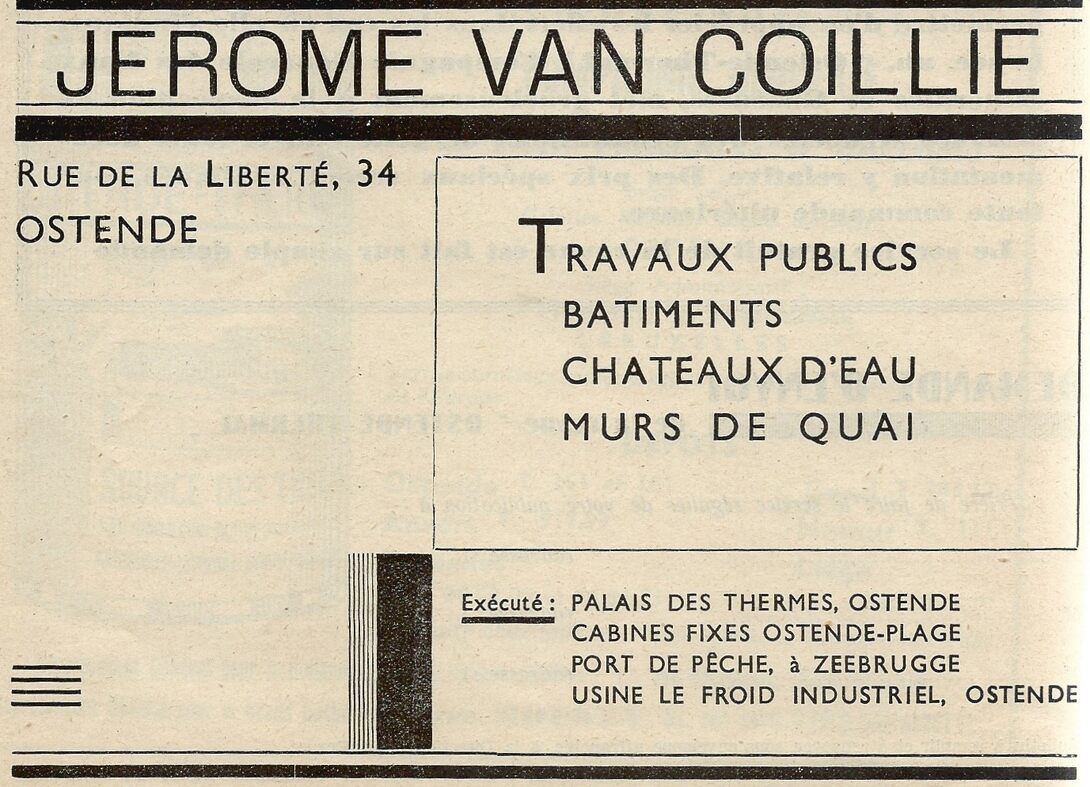 JEROME VAN COILLIE
RUE DE LA LIBERTÉ, 34
OSTENDE
TRAVAUX PUBLICS
BATIMENTS
CHATEAUX D'EAU
MURS DE QUAI
Exécuté : PALAIS DES THERMES, OSTENDE
CABINES FIXES OSTENDE-PLAGE
PORT DE PÊCHE, à ZEEBRUGGE
USINE LE FROID INDUSTRIEL, OSTENDE